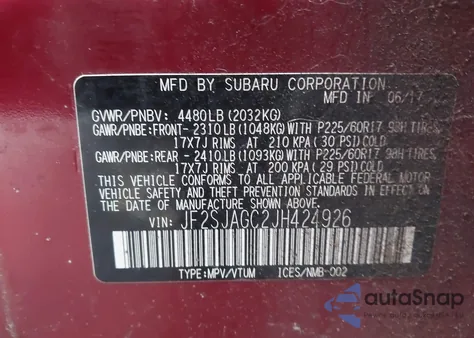 MFD BY SUBARU CORPORATION 06/17
GVWR/PNBV: 4480LB (2032KG)
GAWR/PNBE:FRONT- 2310LB(1048KG)WITH P225/60R17 98H TIRES,
17X7J RIMS AT 210 KPA(30 PSI)COLD
GAWR/PNBE:REAR - 2410LB(1093KG)WITH P225/60R17 98H TIRES,
17X7J RIMS AT 200 KPA(29 PSI)COLD
THIS VEHICLE CONFORMS TO ALL APPLICABLE FEDERAL MOTOR
VEHICLE SAFETY AND THEFT PREVENTION STANDARDS IN EFFECT
ON THE DATE OF MANUFACTURE SHOWN ABOVE.
VIN: JF2SJAGC2JH424926
TYPE:MPV/VTUM ICES/NMB-002
autoSnap
Powered by AutoCheck